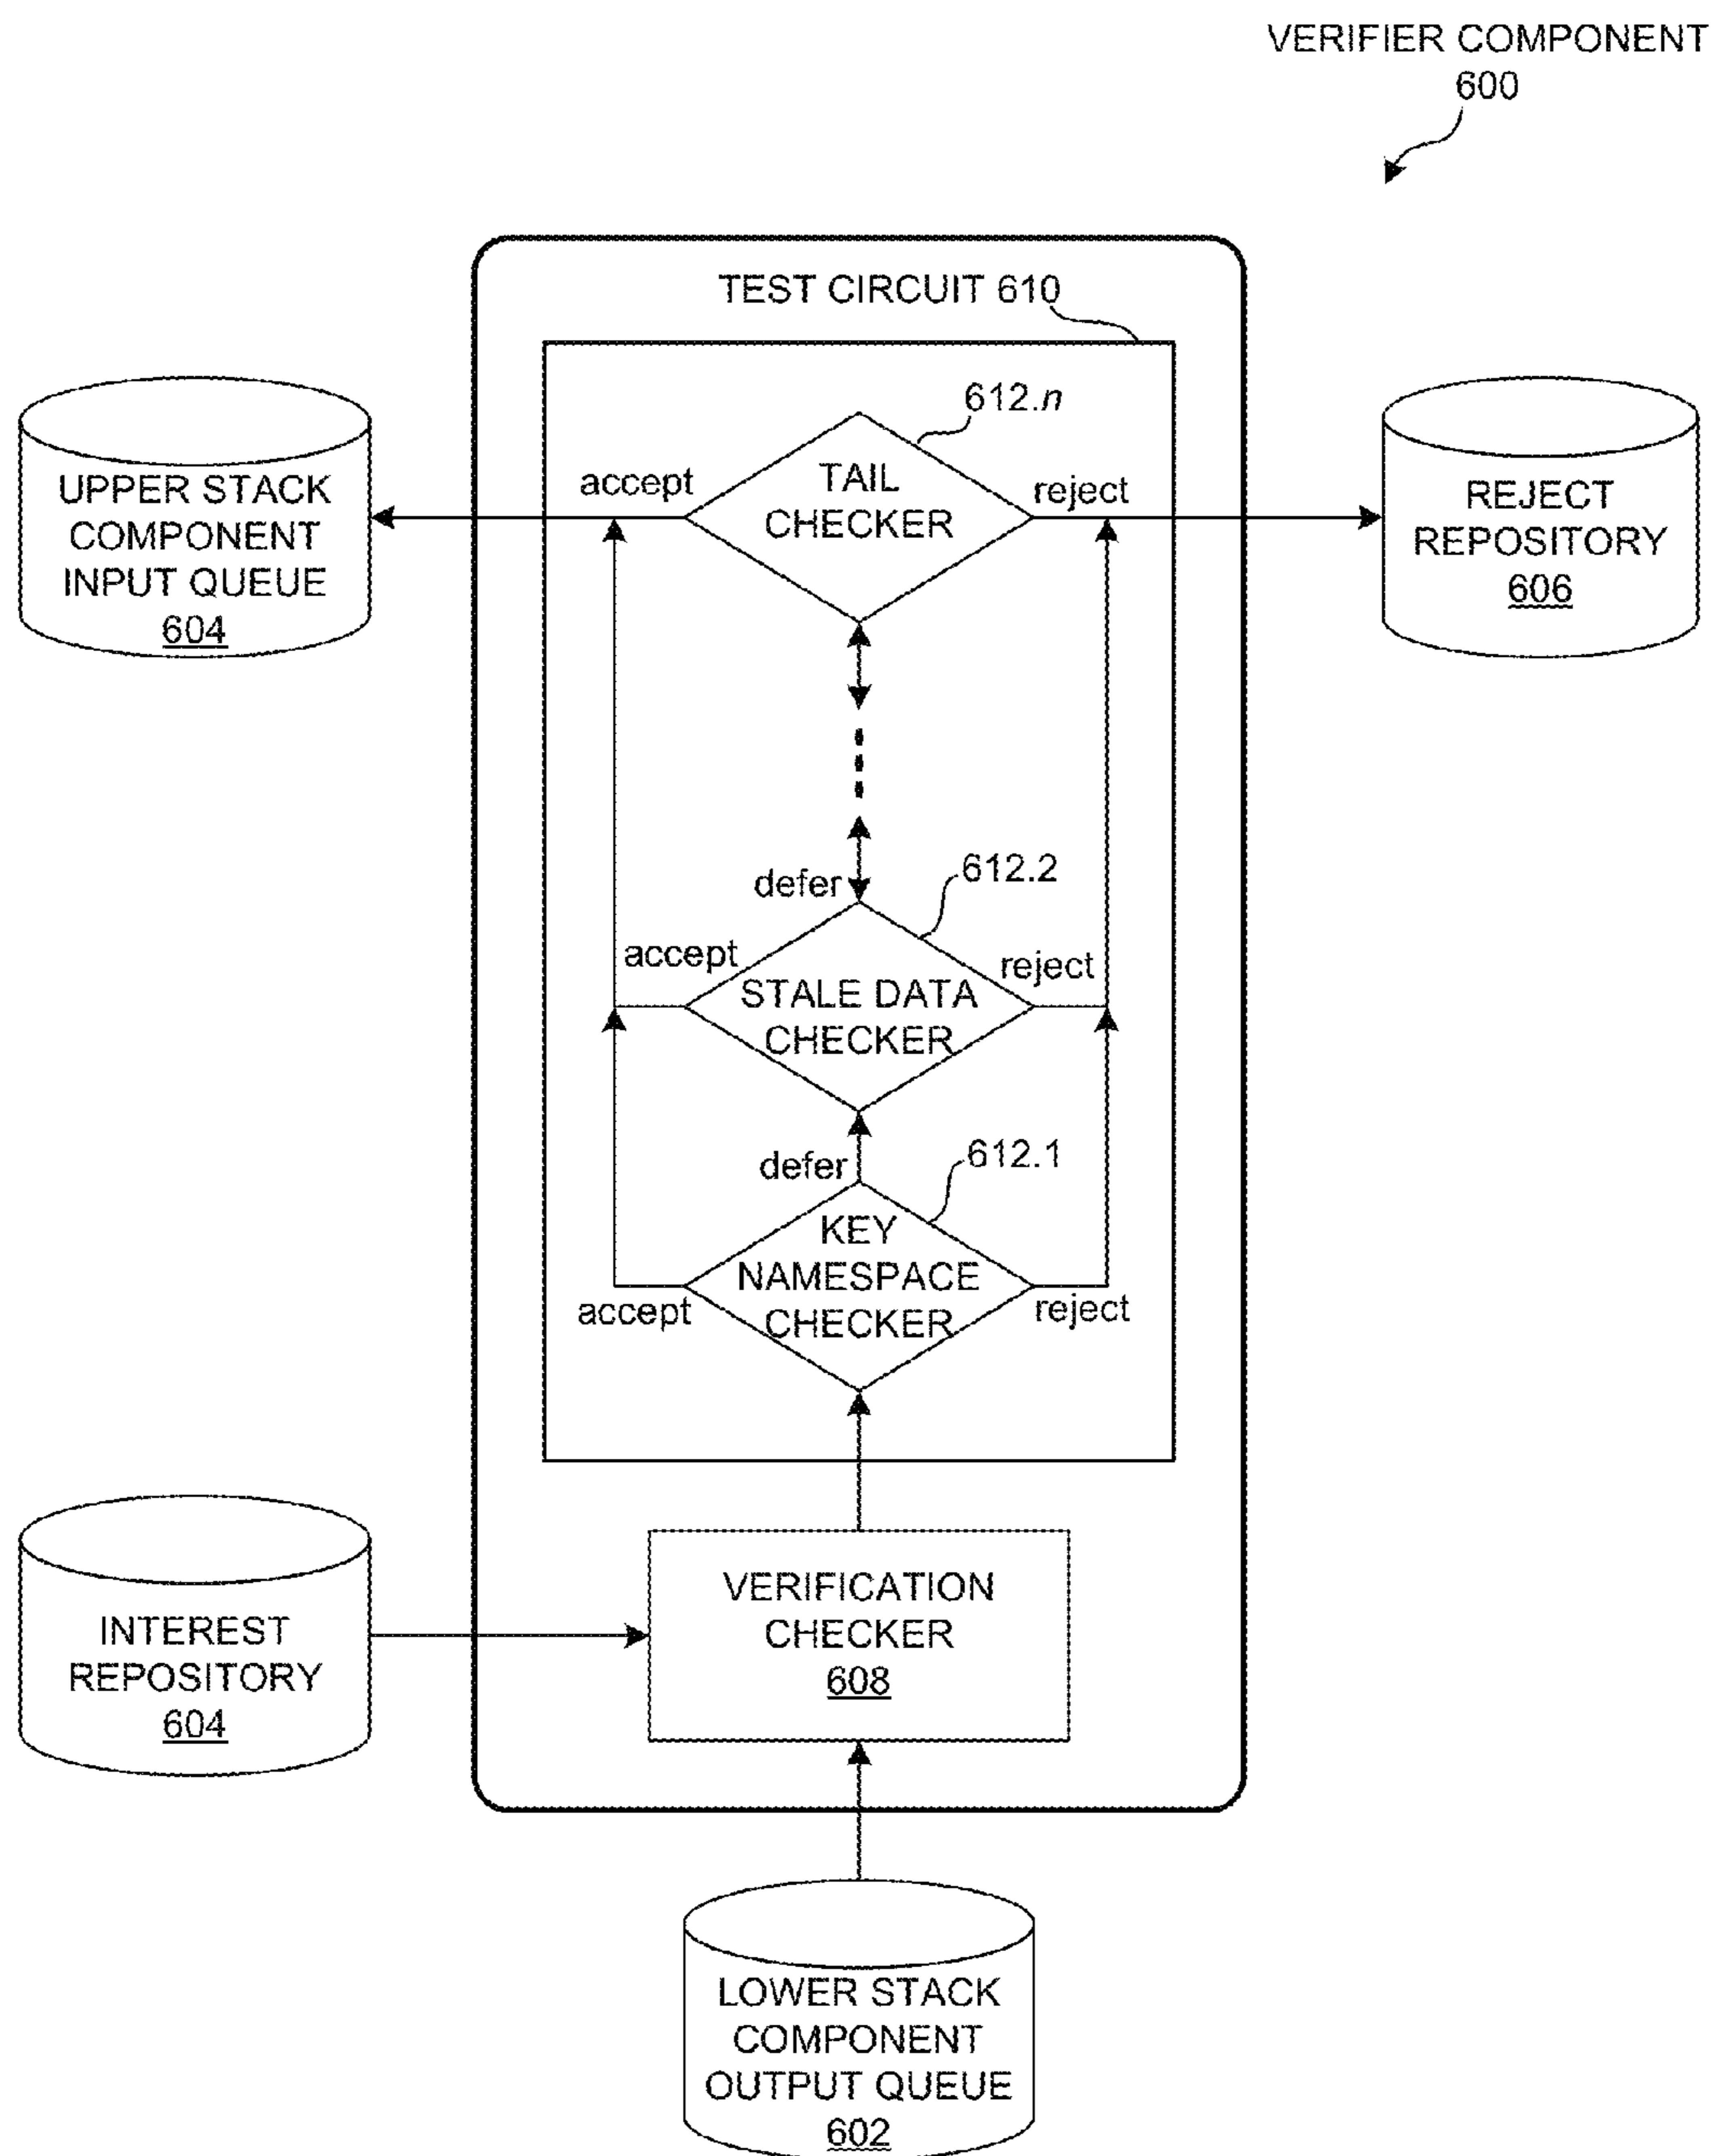 VERIFIER COMPONENT
600
TEST CIRCUIT 610
612.n
accept
TAIL
CHECKER
reject
UPPER STACK
COMPONENT
INPUT QUEUE
604
REJECT
REPOSITORY
606
defer
612.2
accept
reject
STALE DATA
CHECKER
defer
612.1
KEY
NAMESPACE
CHECKER
accept
reject
VERIFICATION
CHECKER
608
INTEREST
REPOSITORY
604
LOWER STACK
COMPONENT
OUTPUT QUEUE
602